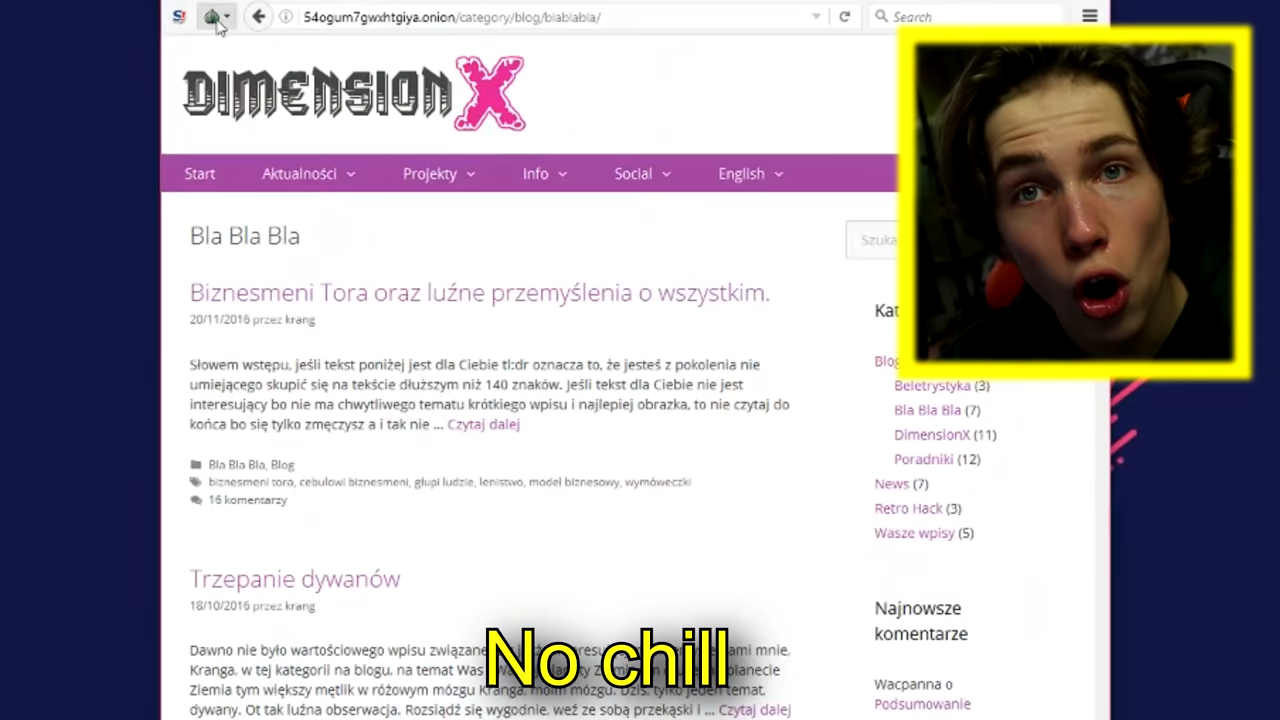 54ogum7gwxhtgiya.onion/category/blog/blablabla/
Search
DIMENSION X
Start
Aktualności
Projekty
Info
Social
English
Bla Bla Bla
Szuka
Biznesmeni Tora oraz luźne przemyślenia o wszystkim.
20/11/2016 przez krang
Słowem wstępu, jeśli tekst poniżej jest dla Ciebie tl:dr oznacza to, że jesteś z pokolenia nie
umiejącego skupić się na tekście dłuższym niż 140 znaków. Jeśli tekst dla Ciebie nie jest
interesujący bo nie ma chwytliwego tematu krótkiego wpisu i najlepiej obrazka, to nie czytaj do
końca bo się tylko zmęczysz a i tak nie ... Czytaj dalej
Bla Bla Bla, Blog
biznesmeni tora, cebulowi biznesmeni, głupi ludzie, lenistwo, model biznesowy, wymóweczki
16 komentarzy
Trzepanie dywanów
18/10/2016 przez krang
Dawno nie było wartościowego wpisu związane ami mnie,
Kranga, w tej kategorii na blogu, na temat Was planecie
Ziemia tym większy mętlik w różowym mózgu Kranga, moim mózgu. Dziś, tylko jeden temat,
dywany. Ot tak luźna obserwacja. Rozsiądź się wygodnie, weź ze sobą przekąski i ... Czytaj dalej
Kat
Blog
Beletrystyka (3)
Bla Bla Bla (7)
DimensionX (11)
Poradniki (12)
News (7)
Retro Hack (3)
Wasze wpisy (5)
Najnowsze
komentarze
Wacpanna o
Podsumowanie
No chill